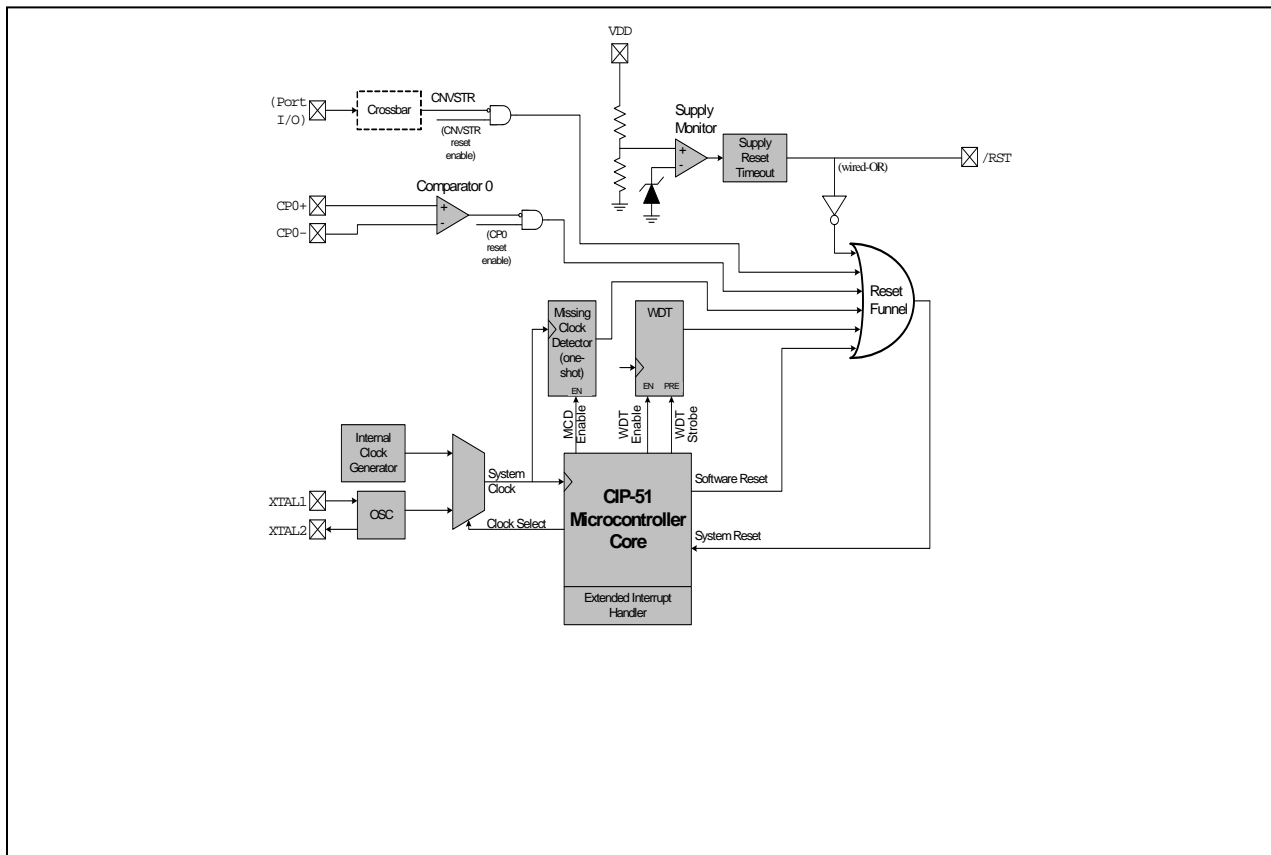 VDD
(Port
I/O)
Crossbar
CNVSTR
(CNVSTR
reset
enable)
Supply
Monitor
+
-
Supply
Reset
Timeout
(wired-OR)
/RST
Comparator 0
CP0+
CP0-
+
-
(CP0
reset
enable)
Reset
Funnel
Missing
Clock
Detector
(one-
shot)
EN
WDT
EN
PRE
MCD
Enable
WDT
Enable
WDT
Strobe
Internal
Clock
Generator
System
Clock
XTAL1
XTAL2
OSC
Clock Select
CIP-51
Microcontroller
Core
Software Reset
System Reset
Extended Interrupt
Handler